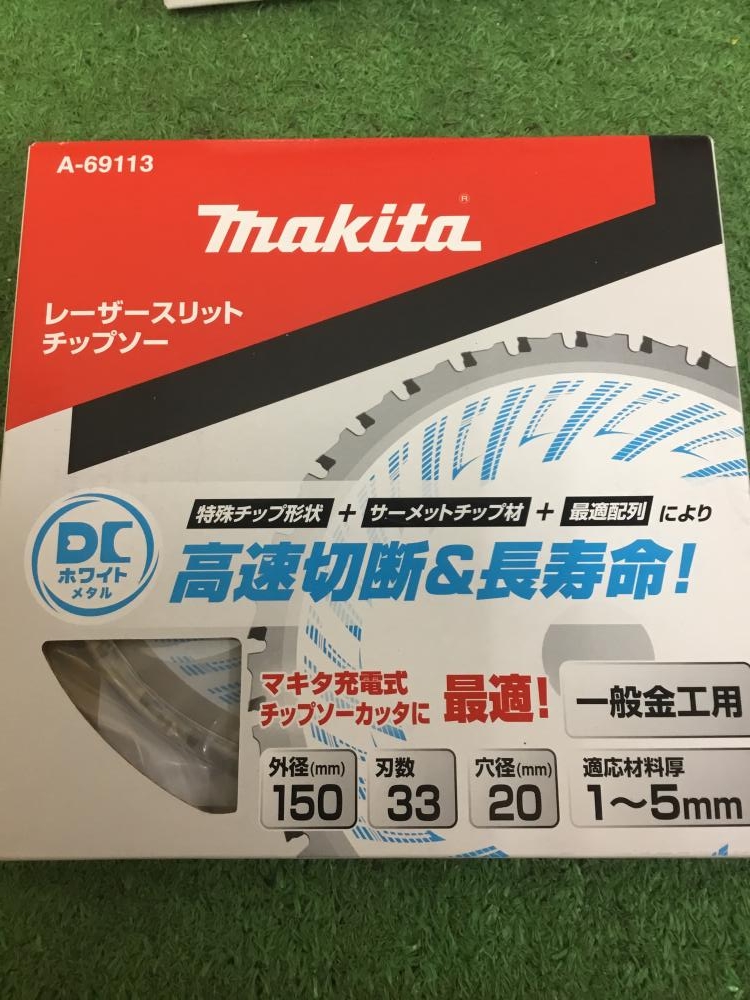 A-69113
makita®
レーザースリット
チップソー
DC
ホワイト
メタル
特殊チップ形状 + サーメットチップ材 + 最適配列 により
高速切断&長寿命!
マキタ充電式
チップソーカッタに 最適!
一般金工用
外径(mm) 刃数 穴径(mm) 適応材料厚
150 33 20 1～5mm